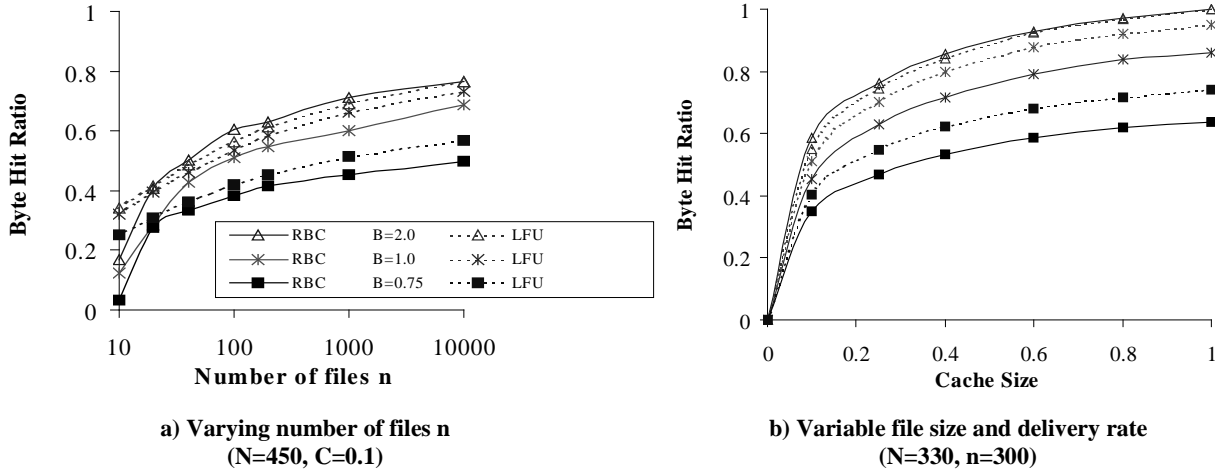 Byte Hit Ratio
1
0.8
0.6
0.4
0.2
0
10 100 1000 10000
Number of files n
RBC B=2.0 LFU
RBC B=1.0 LFU
RBC B=0.75 LFU
a) Varying number of files n
(N=450, C=0.1)
Byte Hit Ratio
1
0.8
0.6
0.4
0.2
0
0 0.2 0.4 0.6 0.8 1
Cache Size
b) Variable file size and delivery rate
(N=330, n=300)